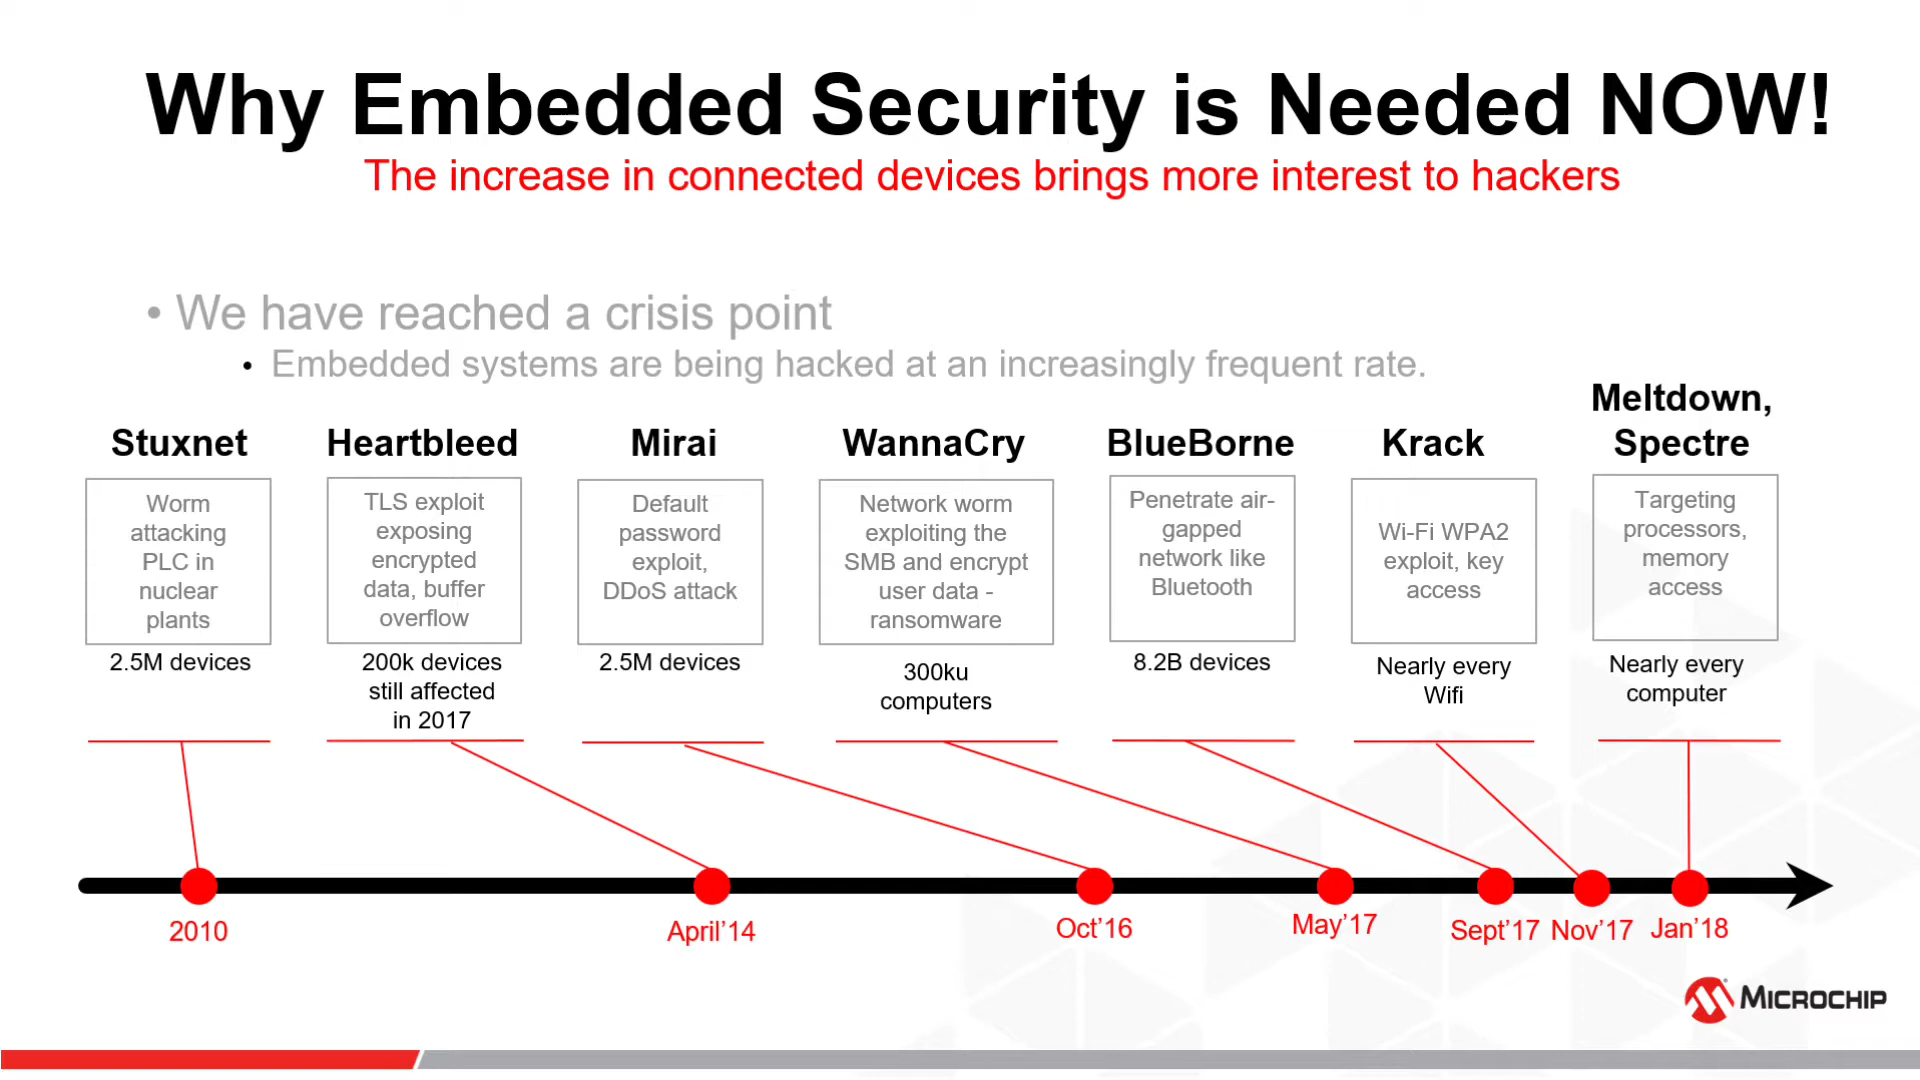 Why Embedded Security is Needed NOW!
The increase in connected devices brings more interest to hackers
• We have reached a crisis point
• Embedded systems are being hacked at an increasingly frequent rate.
Stuxnet
Worm
attacking
PLC in
nuclear
plants
2.5M devices
Heartbleed
TLS exploit
exposing
encrypted
data, buffer
overflow
200k devices
still affected
in 2017
Mirai
Default
password
exploit,
DDoS attack
2.5M devices
WannaCry
Network worm
exploiting the
SMB and encrypt
user data -
ransomware
300ku
computers
BlueBorne
Penetrate air-
gapped
network like
Bluetooth
8.2B devices
Krack
Wi-Fi WPA2
exploit, key
access
Nearly every
Wifi
Meltdown,
Spectre
Targeting
processors,
memory
access
Nearly every
computer
2010
April’14
Oct’16
May’17
Sept’17
Nov’17
Jan’18
MICROCHIP